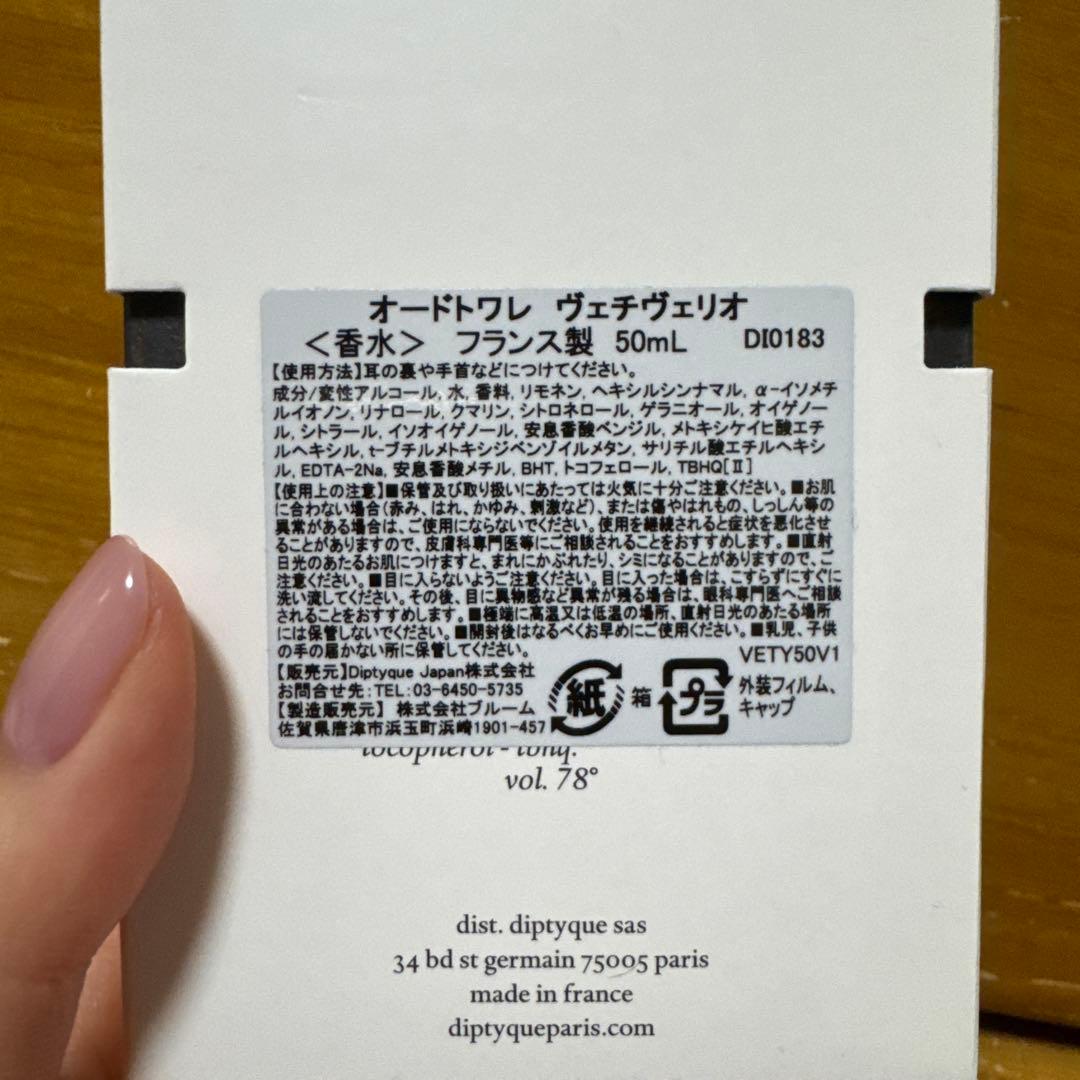 オードトワレ ヴェチヴェリオ
＜香水＞ フランス製 50mL DI0183
【使用方法】耳の裏や手首などにつけてください。
成分/変性アルコール, 水, 香料, リモネン, ヘキシルシンナマル, α-イソメチ
ルイオノン, リナロール, クマリン, シトロネロール, ゲラニオール, オイゲノー
ル, シトラール, イソオイゲノール, 安息香酸ベンジル, メトキシケイヒ酸エチ
ルヘキシル, t-ブチルメトキシジベンゾイルメタン, サリチル酸エチルヘキシ
ル, EDTA-2Na, 安息香酸メチル, BHT, トコフェロール, TBHQ[Ⅱ]
【使用上の注意】■保管及び取り扱いにあたっては火気に十分ご注意ください。■お肌
に合わない場合(赤み、はれ、かゆみ、刺激など)、または傷やはれもの、しっしん等の
異常がある場合は、ご使用にならないでください。使用を継続されると症状を悪化させ
ることがありますので、皮膚科専門医等にご相談されることをおすすめします。■直射
日光のあたるお肌につけますと、まれにかぶれたり、シミになることがありますので、ご
注意ください。■目に入らないようご注意ください。目に入った場合は、こすらずにすぐに
洗い流してください。その後、目に異物感など異常が残る場合は、眼科専門医へご相談
されることをおすすめします。■極端に高温又は低温の場所、直射日光のあたる場所
には保管しないでください。■開封後はなるべくお早めにご使用ください。■乳児、子供
の手の届かない所に保管してください。
VETY50V1
【販売元】Diptyque Japan株式会社
お問合せ先：TEL：03-6450-5735
【製造販売元】 株式会社ブルーム
佐賀県唐津市浜玉町浜崎1901-457
紙 箱
プラ 外装フィルム、
キャップ
tocopherol - tbhq.
vol. 78°
dist. diptyque sas
34 bd st germain 75005 paris
made in france
diptyqueparis.com